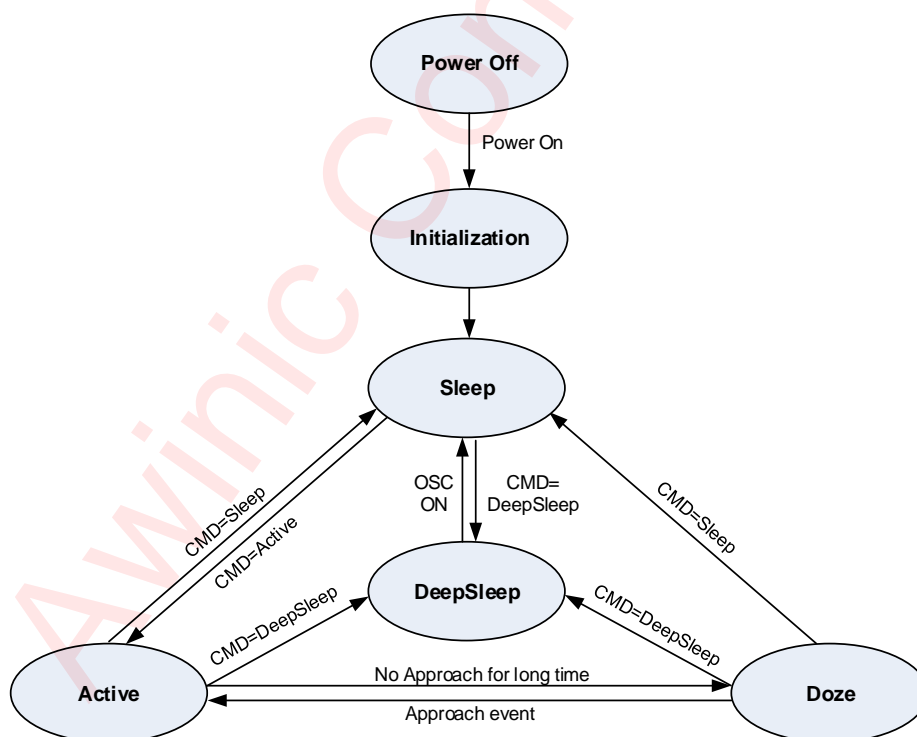 Power Off
Power On
Initialization
Sleep
OSC
ON
CMD=
DeepSleep
CMD=Sleep
CMD=Active
CMD=Sleep
DeepSleep
CMD=DeepSleep
CMD=DeepSleep
Active
No Approach for long time
Approach event
Doze
Awinic Con